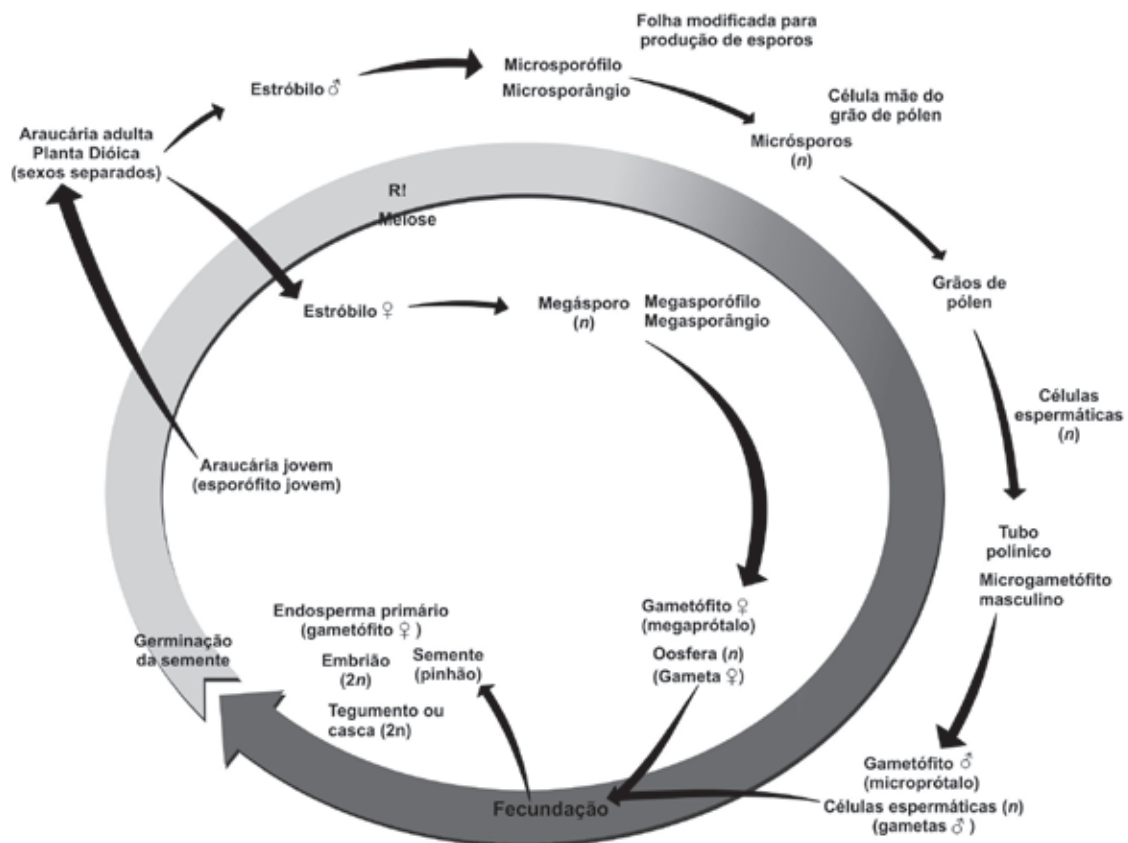 Folha modificada para
produção de esporos
Estróbilo ♂
Microsporófilo
Microsporângio
Célula mãe do
grão de pólen
Micrósporos
(n)
Araucária adulta
Planta Dióica
(sexos separados)
R!
Meiose
Estróbilo ♀
Megásporo
(n)
Megasporófilo
Megasporângio
Grãos de
pólen
Células
espermáticas
(n)
Araucária jovem
(esporófito jovem)
Tubo
polínico
Microgametófito
masculino
Gametófito ♀
(megaprótalo)
Oosfera (n)
(Gameta ♀)
Endosperma primário
(gametófito ♀)
Embrião
(2n)
Semente
(pinhão)
Tegumento ou
casca (2n)
Germinação
da semente
Fecundação
Gametófito ♂
(microprótalo)
Células espermáticas (n)
(gametas ♂)